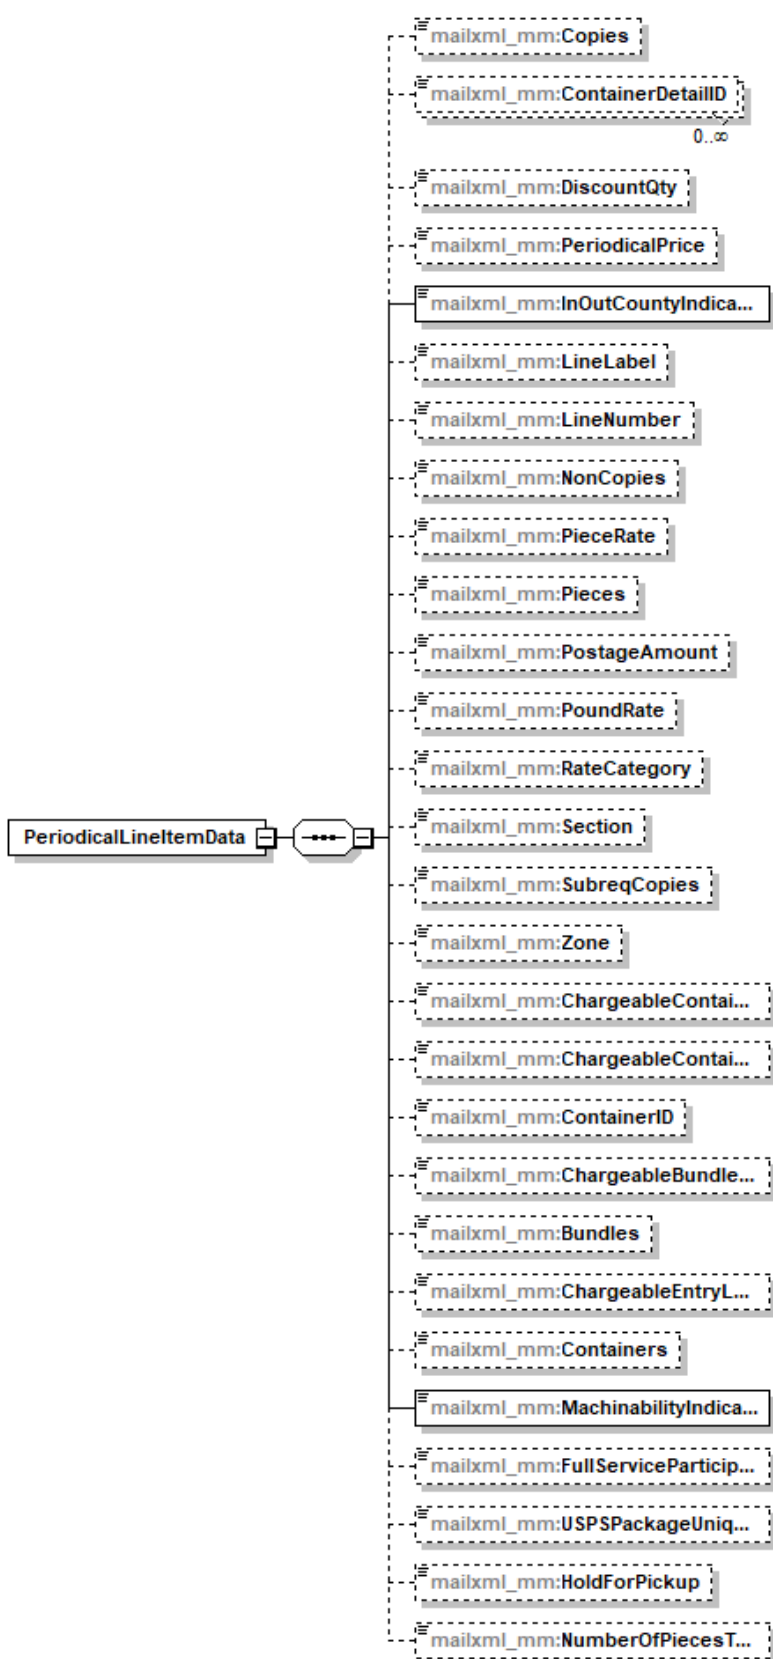 mailxml_mm:Copies
mailxml_mm:ContainerDetailID
0..∞
mailxml_mm:DiscountQty
mailxml_mm:PeriodicalPrice
mailxml_mm:InOutCountyIndica...
mailxml_mm:LineLabel
mailxml_mm:LineNumber
mailxml_mm:NonCopies
mailxml_mm:PieceRate
mailxml_mm:Pieces
mailxml_mm:PostageAmount
mailxml_mm:PoundRate
mailxml_mm:RateCategory
PeriodicalLineItemData
mailxml_mm:Section
mailxml_mm:SubreqCopies
mailxml_mm:Zone
mailxml_mm:ChargeableContai...
mailxml_mm:ChargeableContai...
mailxml_mm:ContainerID
mailxml_mm:ChargeableBundle...
mailxml_mm:Bundles
mailxml_mm:ChargeableEntryL...
mailxml_mm:Containers
mailxml_mm:MachinabilityIndica...
mailxml_mm:FullServiceParticip...
mailxml_mm:USPSPackageUniq...
mailxml_mm:HoldForPickup
mailxml_mm:NumberOfPiecesT...